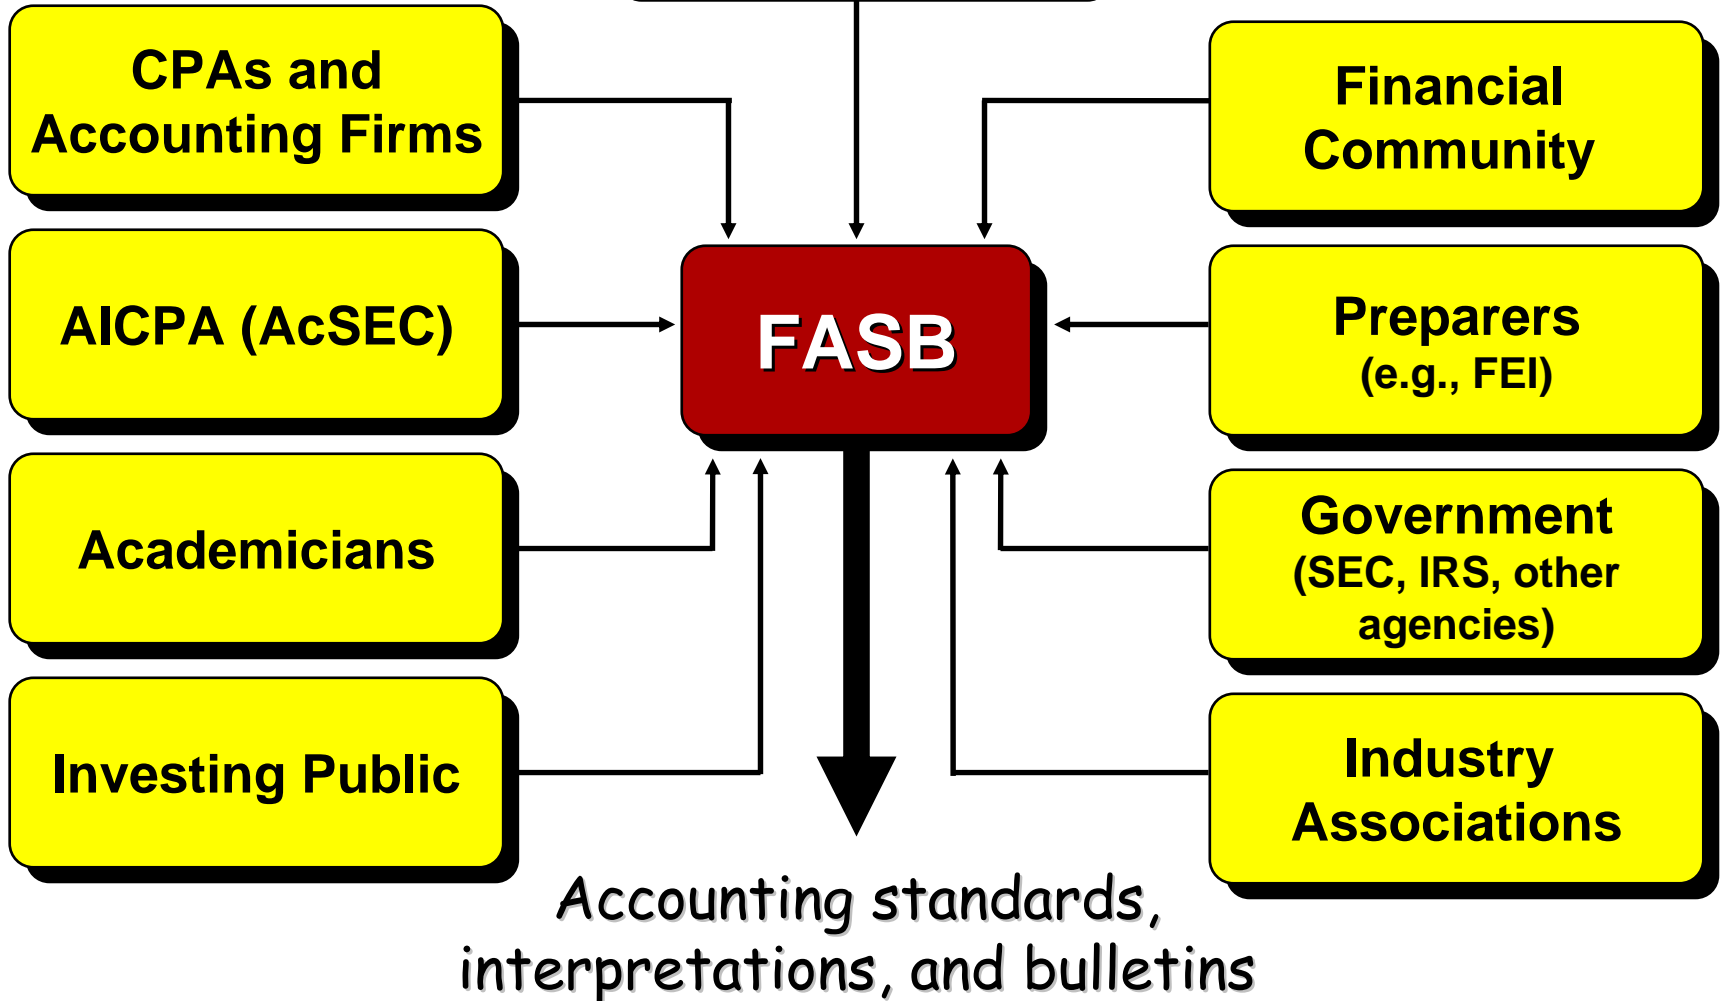 CPAs and
Accounting Firms
AICPA (AcSEC)
Academicians
Investing Public
FASB
Financial
Community
Preparers
(e.g., FEI)
Government
(SEC, IRS, other
agencies)
Industry
Associations
Accounting standards,
interpretations, and bulletins